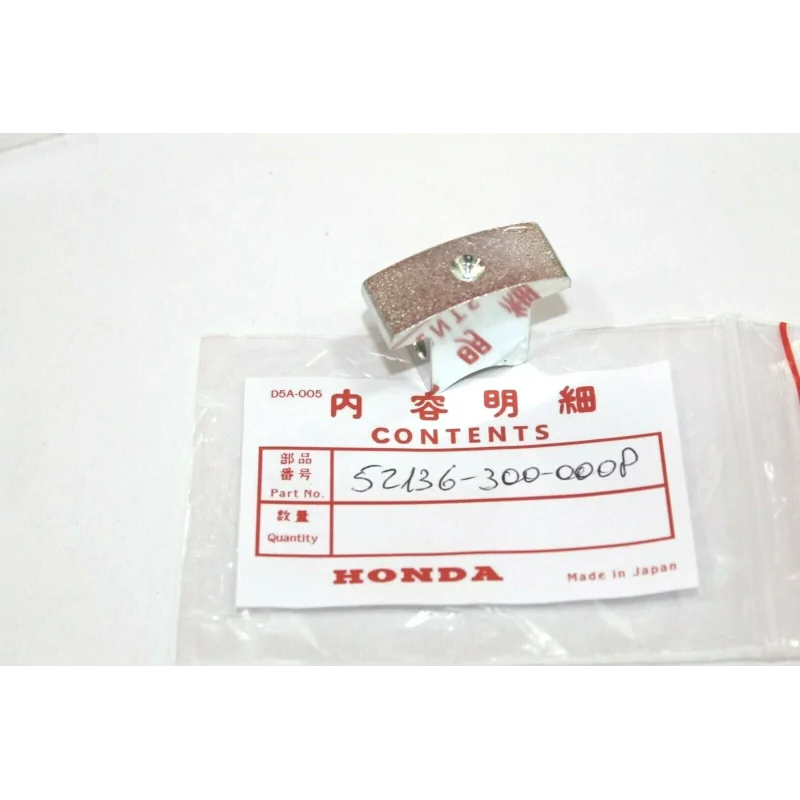 D5A-005
内容明細
CONTENTS
部品
番号
Part No.
52136-300-000P
数量
Quantity
HONDA
Made in Japan